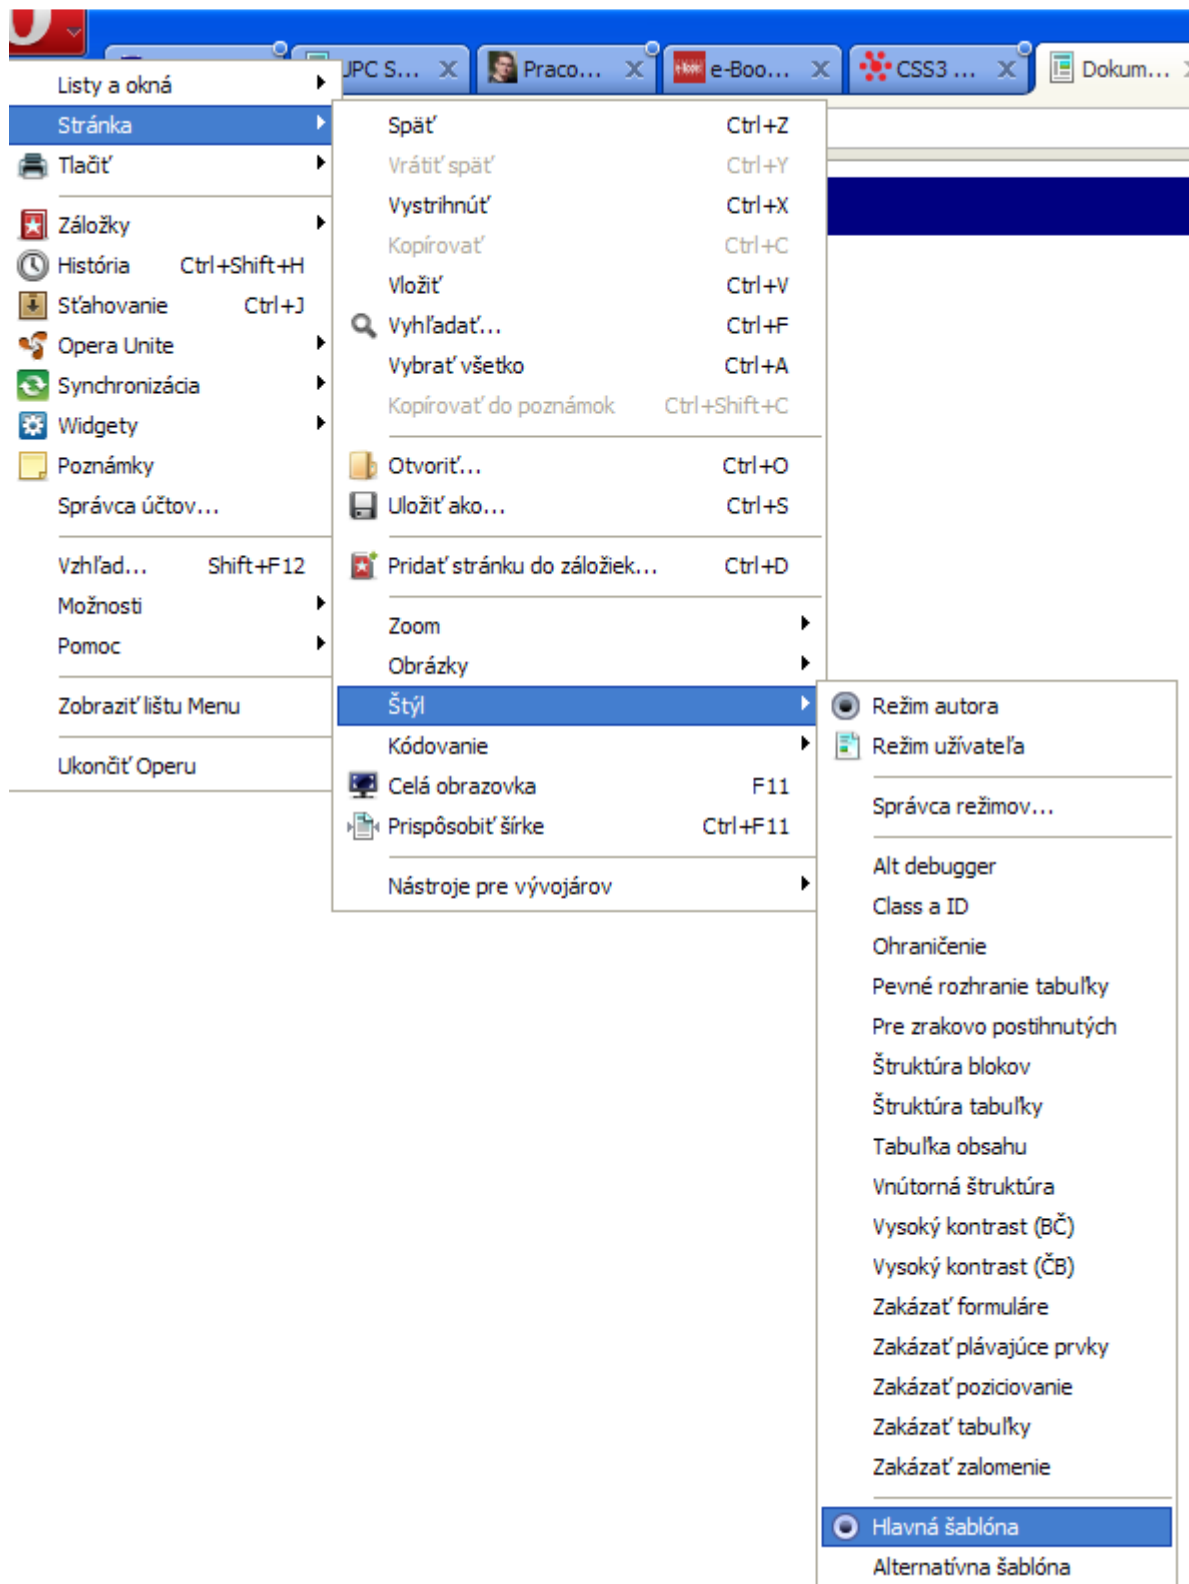 UPC S...
Praco...
e-Boo...
CSS3 ...
Dokum...
Listy a okná
Stránka
Tlačiť
Záložky
História Ctrl+Shift+H
Sťahovanie Ctrl+J
Opera Unite
Synchronizácia
Widgety
Poznámky
Správca účtov...
Vzhľad... Shift+F12
Možnosti
Pomoc
Zobraziť lištu Menu
Ukončiť Operu
Späť Ctrl+Z
Vrátiť späť Ctrl+Y
Vystrihnúť Ctrl+X
Kopírovať Ctrl+C
Vložiť Ctrl+V
Vyhľadať... Ctrl+F
Vybrať všetko Ctrl+A
Kopírovať do poznámok Ctrl+Shift+C
Otvoriť... Ctrl+O
Uložiť ako... Ctrl+S
Pridať stránku do záložiek... Ctrl+D
Zoom
Obrázky
Štýl
Kódovanie
Celá obrazovka F11
Prispôsobiť šírke Ctrl+F11
Nástroje pre vývojárov
Režim autora
Režim užívateľa
Správca režimov...
Alt debugger
Class a ID
Ohraničenie
Pevné rozhranie tabuľky
Pre zrakovo postihnutých
Štruktúra blokov
Štruktúra tabuľky
Tabuľka obsahu
Vnútorná štruktúra
Vysoký kontrast (BČ)
Vysoký kontrast (ČB)
Zakázať formuláre
Zakázať plávajúce prvky
Zakázať poziciovanie
Zakázať tabuľky
Zakázať zalomenie
Hlavná šablóna
Alternatívna šablóna